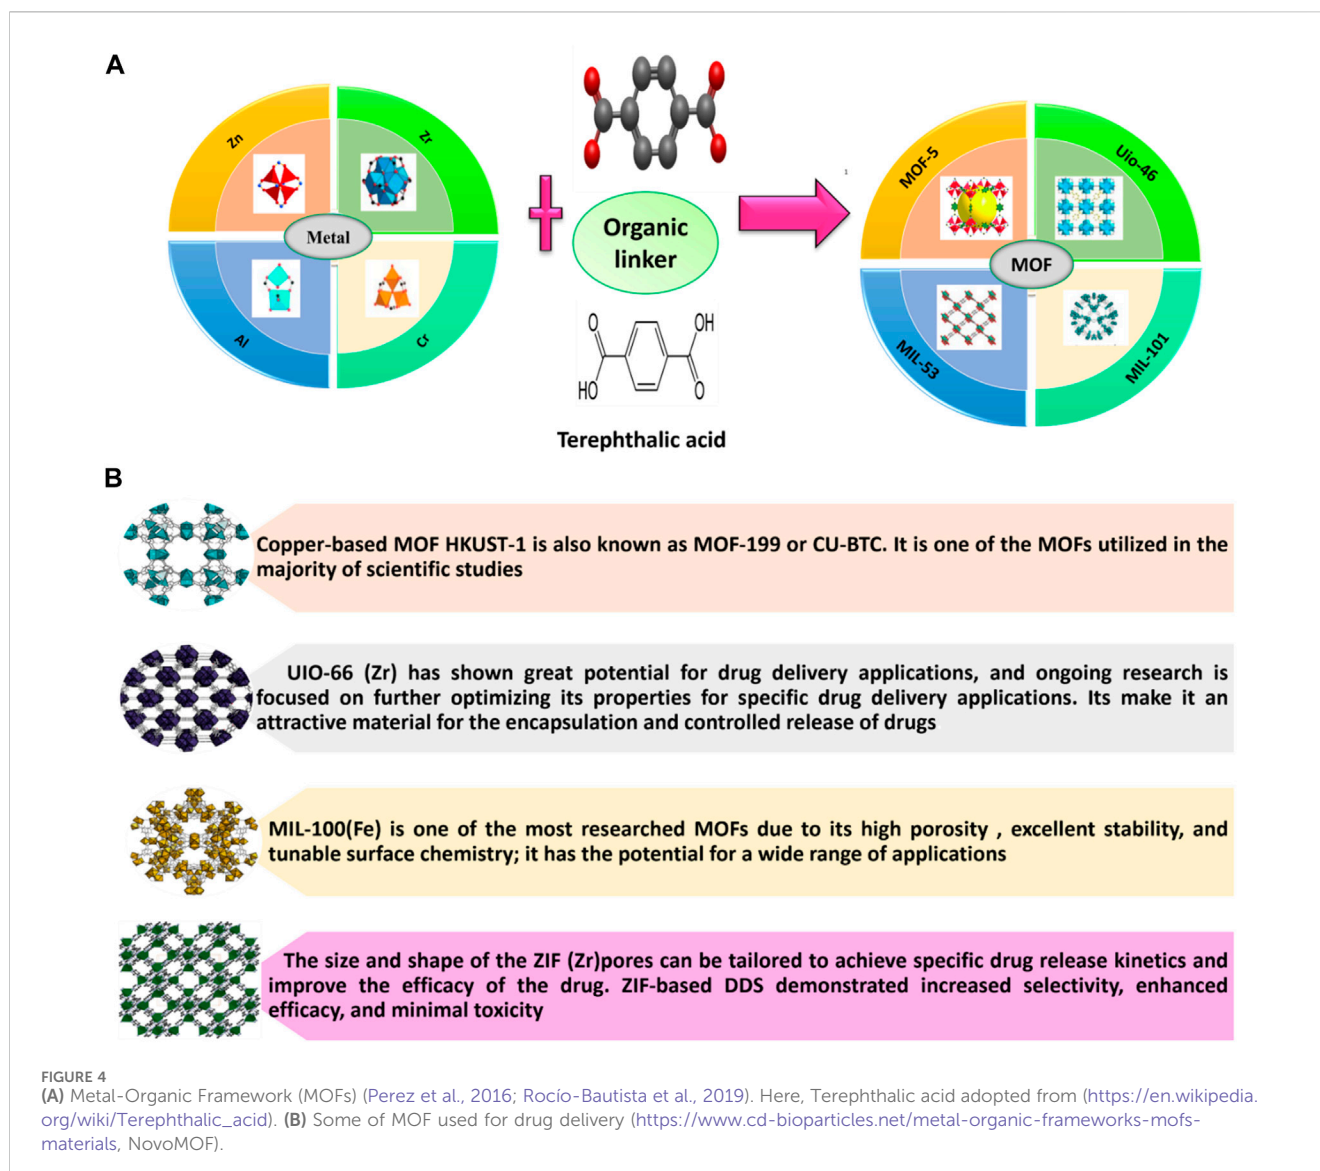 A
Zn
Zr
Metal
Al
Cr
Organic
linker
O
OH
HO
O
Terephthalic acid
1
MOF-5
Uio-46
MOF
MIL-53
MIL-101
B
Copper-based MOF HKUST-1 is also known as MOF-199 or CU-BTC. It is one of the MOFs utilized in the
majority of scientific studies
UIO-66 (Zr) has shown great potential for drug delivery applications, and ongoing research is
focused on further optimizing its properties for specific drug delivery applications. Its make it an
attractive material for the encapsulation and controlled release of drugs
MIL-100(Fe) is one of the most researched MOFs due to its high porosity , excellent stability, and
tunable surface chemistry; it has the potential for a wide range of applications
The size and shape of the ZIF (Zr)pores can be tailored to achieve specific drug release kinetics and
improve the efficacy of the drug. ZIF-based DDS demonstrated increased selectivity, enhanced
efficacy, and minimal toxicity
FIGURE 4
(A) Metal-Organic Framework (MOFs) (Perez et al., 2016; Rocío-Bautista et al., 2019). Here, Terephthalic acid adopted from (https://en.wikipedia.
org/wiki/Terephthalic_acid). (B) Some of MOF used for drug delivery (https://www.cd-bioparticles.net/metal-organic-frameworks-mofs-
materials, NovoMOF).